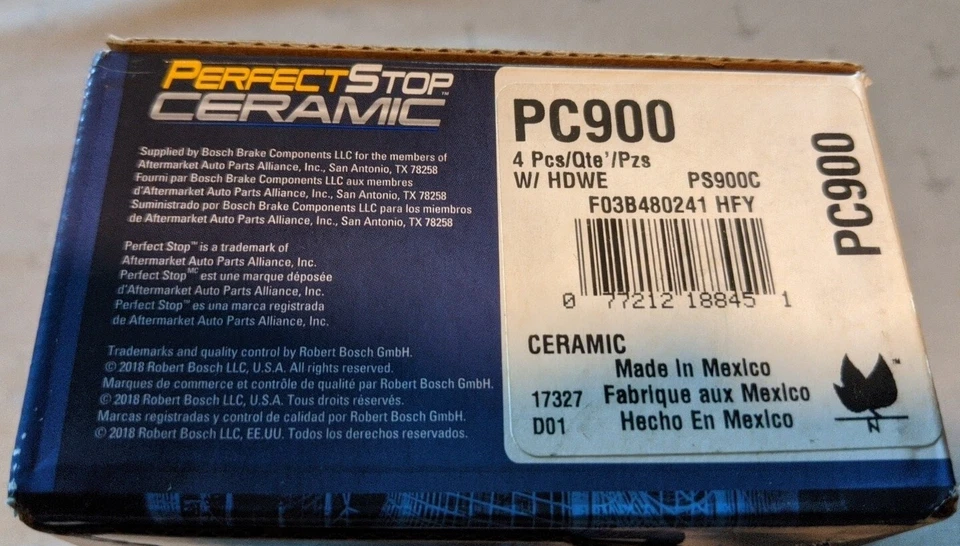 PERFECTSTOP™
CERAMIC
Supplied by Bosch Brake Components LLC for the members of
Aftermarket Auto Parts Alliance, Inc., San Antonio, TX 78258
Fourni par Bosch Brake Components LLC aux membres
d'Aftermarket Auto Parts Alliance, Inc., San Antonio, TX 78258
Suministrado por Bosch Brake Components LLC para los miembros
de Aftermarket Auto Parts Alliance, Inc., San Antonio, TX 78258
Perfect Stop™ is a trademark of
Aftermarket Auto Parts Alliance, Inc.
Perfect Stop MC est une marque déposée
d'Aftermarket Auto Parts Alliance, Inc.
Perfect Stop™ es una marca registrada
de Aftermarket Auto Parts Alliance, Inc.
Trademarks and quality control by Robert Bosch GmbH.
© 2018 Robert Bosch LLC, U.S.A. All rights reserved.
Marques de commerce et contrôle de qualité par Robert Bosch GmbH.
© 2018 Robert Bosch LLC, U.S.A. Tous droits réservés.
Marcas registradas y control de calidad por Robert Bosch GmbH.
© 2018 Robert Bosch LLC, EE.UU. Todos los derechos reservados.
PC900
4 Pcs/Qte'/Pzs
W/ HDWE PS900C
F03B480241 HFY
0 77212 18845 1
CERAMIC
Made In Mexico
17327 Fabrique aux Mexico
D01 Hecho En Mexico
PC900
™
N